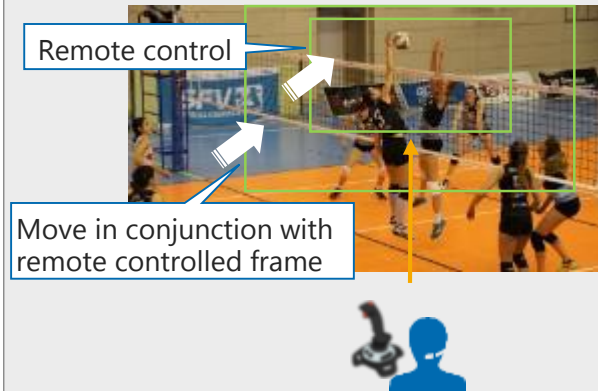 Remote control
Move in conjunction with
remote controlled frame